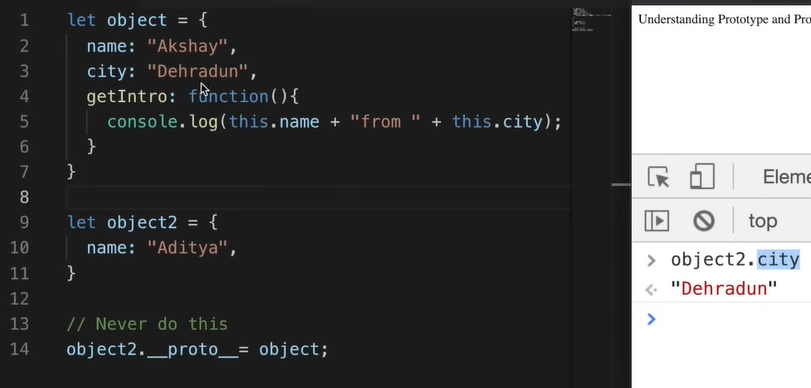 1 let object = {
2 name: "Akshay",
3 city: "Dehradun",
4 getIntro: function(){
5 console.log(this.name + "from " + this.city);
6 }
7 }
8
9 let object2 = {
10 name: "Aditya",
11 }
12
13 // Never do this
14 object2.__proto__= object;
Understanding Prototype and Pro
Eleme
top
> object2.city
"Dehradun"
>